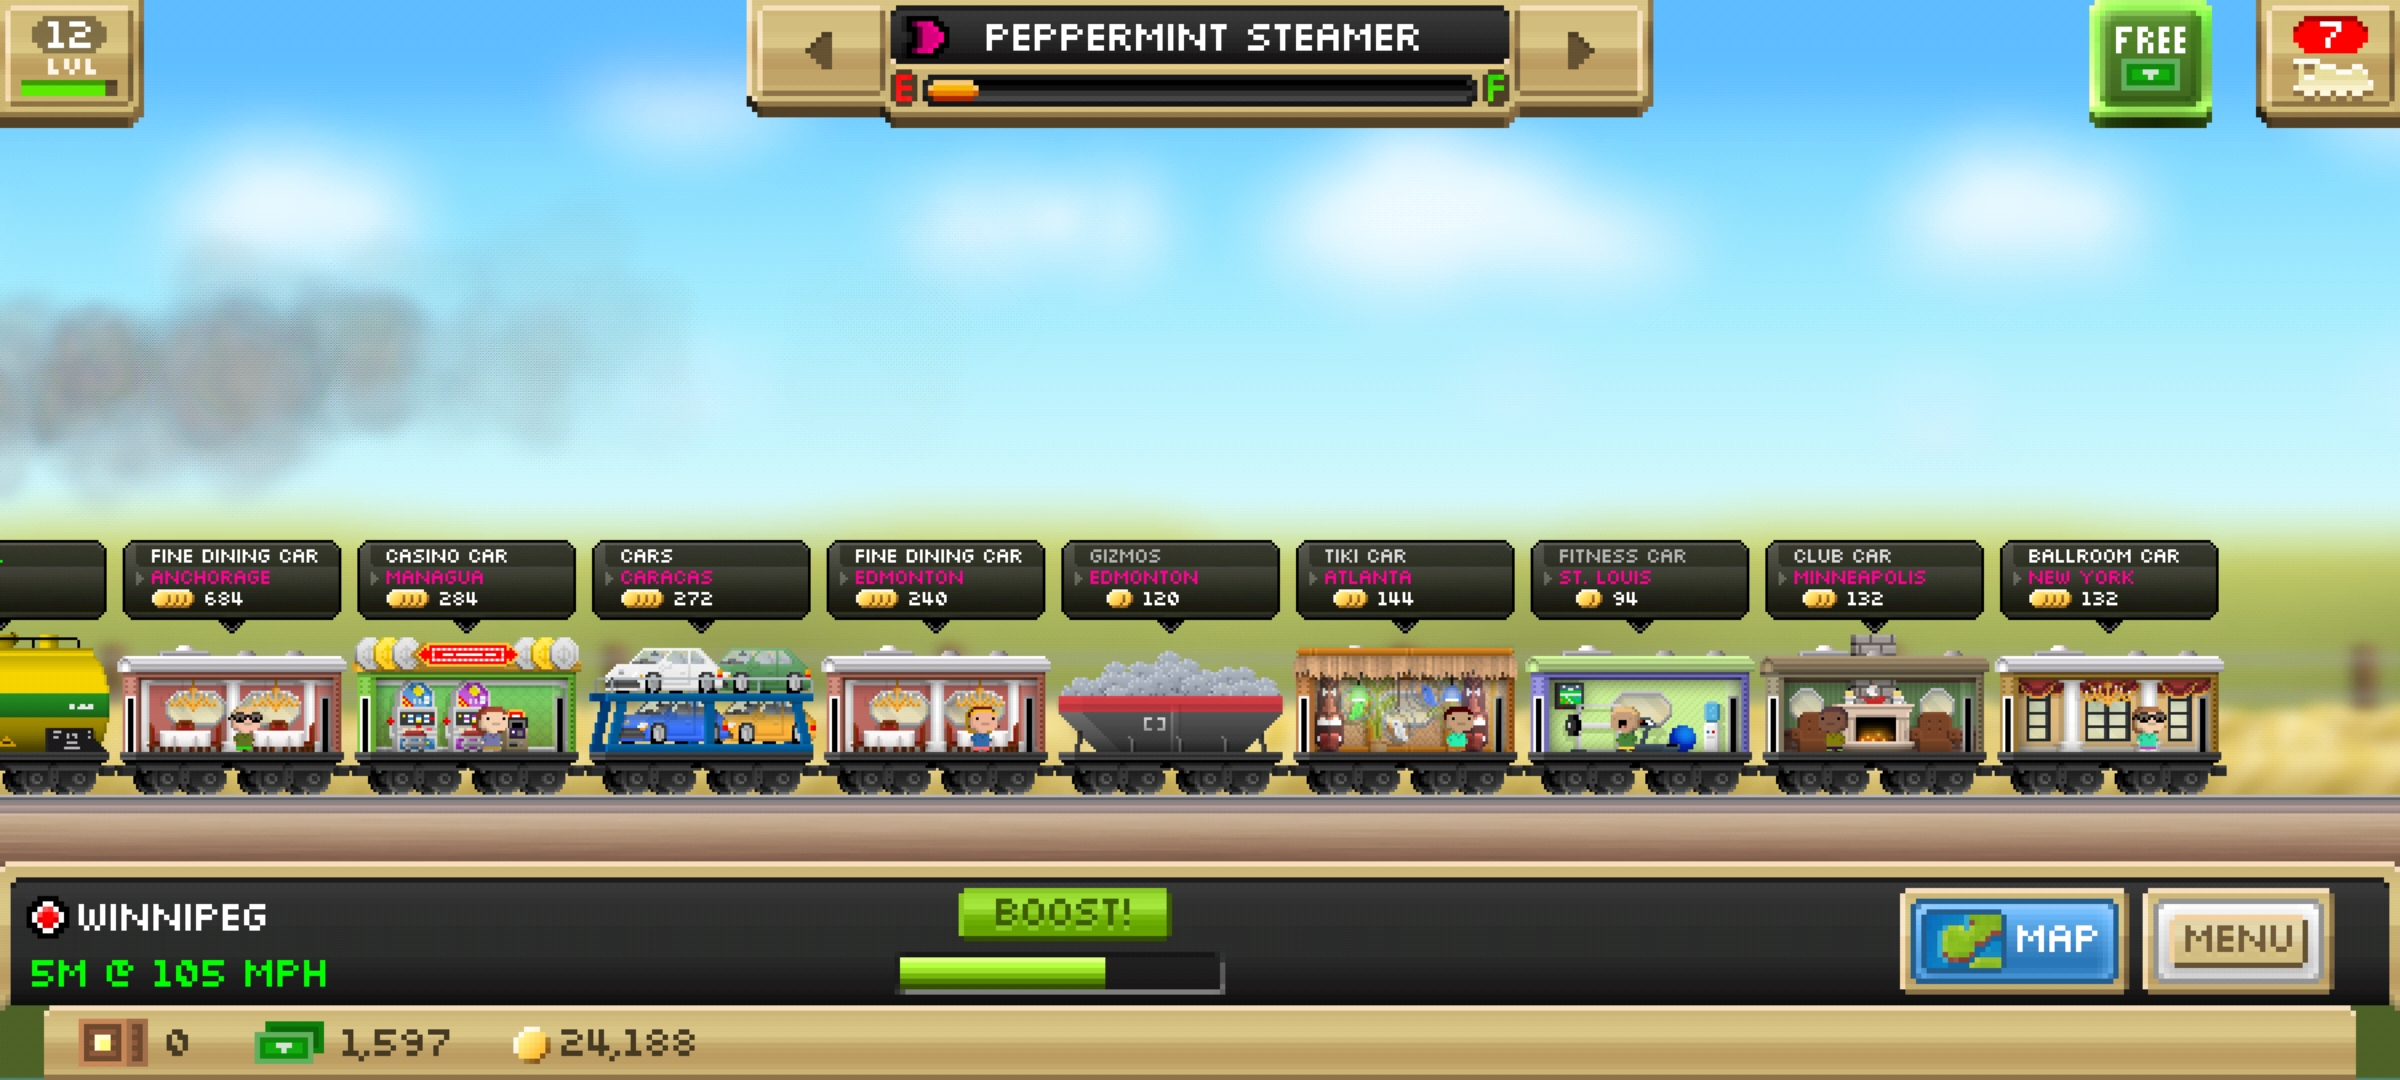 12
LVL
PEPPERMINT STEAMER
E F
FREE
7
FINE DINING CAR
ANCHORAGE
684
CASINO CAR
MANAGUA
284
CARS
CARACAS
272
FINE DINING CAR
EDMONTON
240
GIZMOS
EDMONTON
120
TIKI CAR
ATLANTA
144
FITNESS CAR
ST. LOUIS
94
CLUB CAR
MINNEAPOLIS
132
BALLROOM CAR
NEW YORK
132
WINNIPEG
5M @ 105 MPH
BOOST!
MAP
MENU
0
1,597
24,188